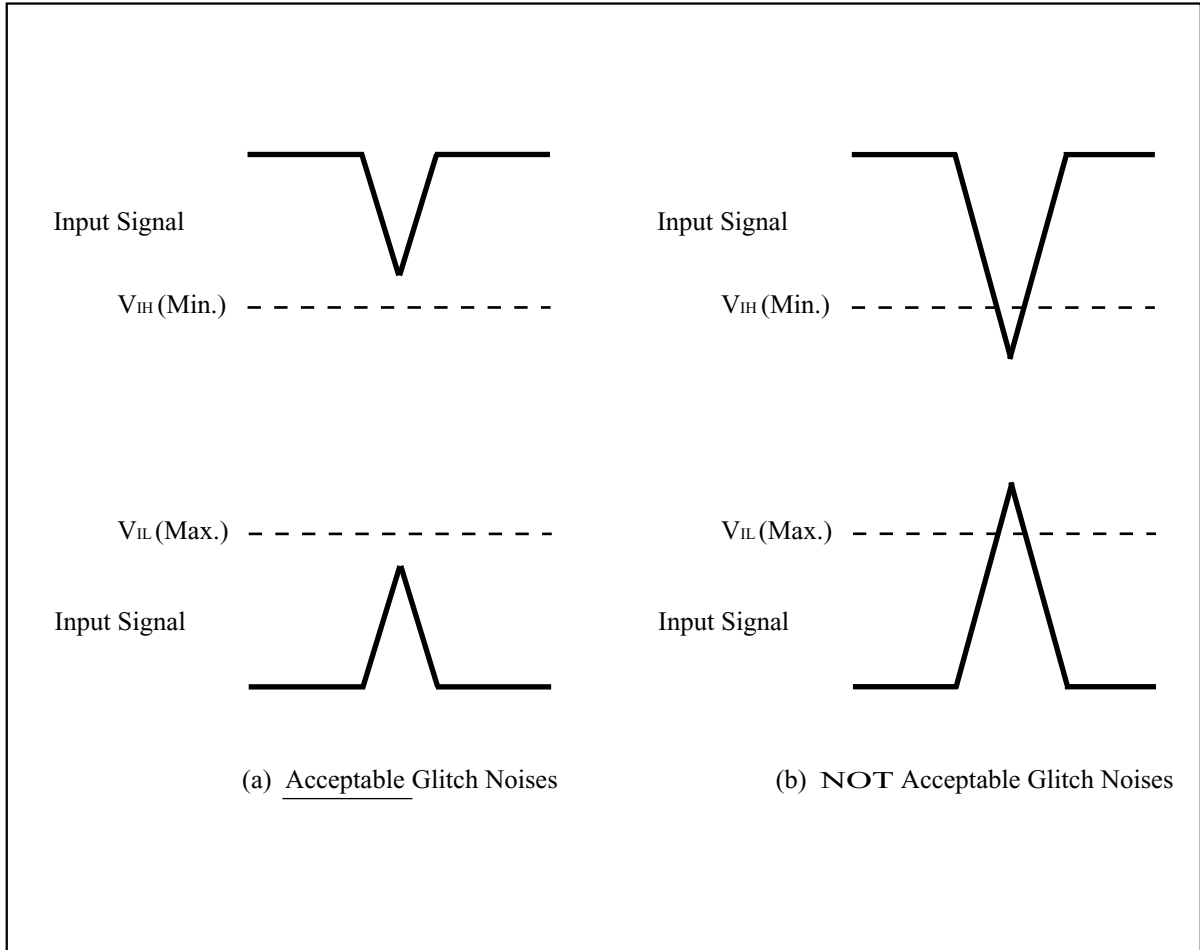 Input Signal
VIH (Min.)
VIL (Max.)
Input Signal
(a) Acceptable Glitch Noises
Input Signal
VIH (Min.)
VIL (Max.)
Input Signal
(b) NOT Acceptable Glitch Noises